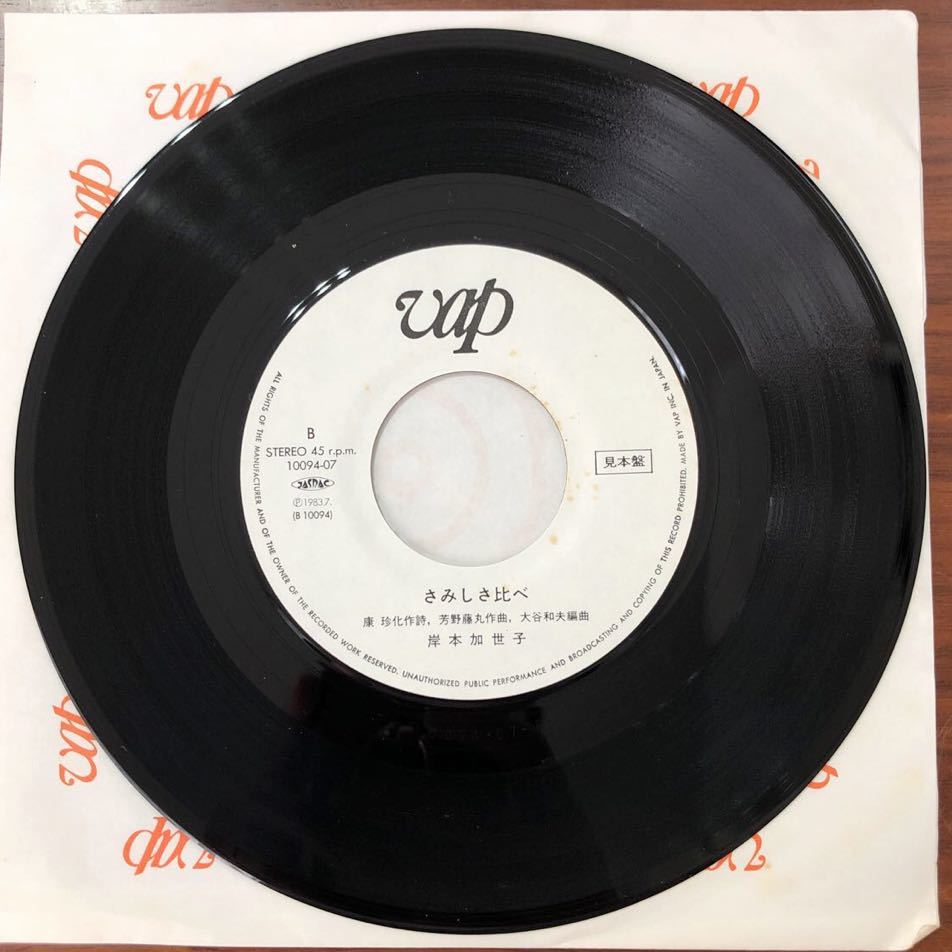 vap
vap
vap
vap
B
STEREO 45 r.p.m.
10094-07
JASRAC
Ⓟ1983.7.
(B 10094)
見本盤
さみしさ比べ
康 珍化作詩, 芳野藤丸作曲, 大谷和夫編曲
岸本加世子
ALL RIGHTS OF THE MANUFACTURER AND OF THE OWNER OF THE RECORDED WORK RESERVED. UNAUTHORIZED PUBLIC PERFORMANCE AND BROADCASTING AND COPYING OF THIS RECORD PROHIBITED. MADE BY VAP INC. IN JAPAN.
vap
vap